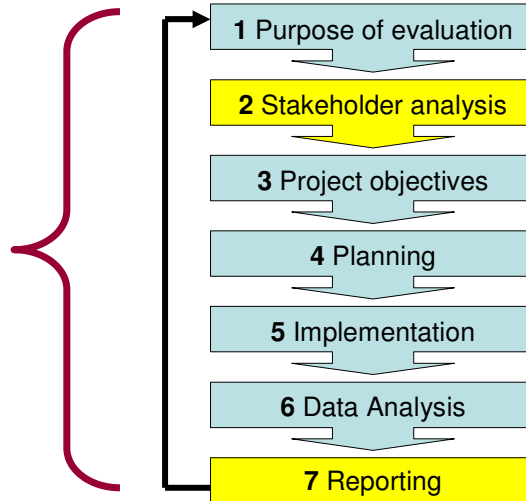 1 Purpose of evaluation
2 Stakeholder analysis
3 Project objectives
4 Planning
5 Implementation
6 Data Analysis
7 Reporting